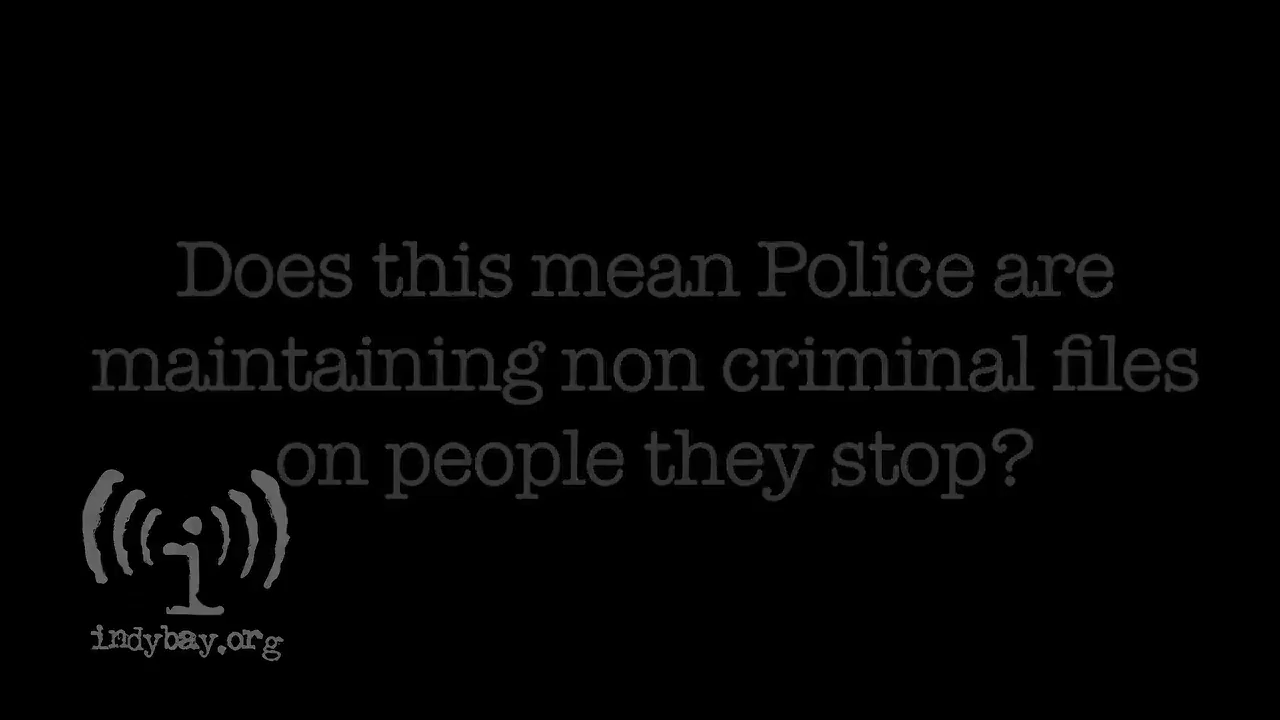 Does this mean Police are
maintaining non criminal files
on people they stop?
i
indybay.org